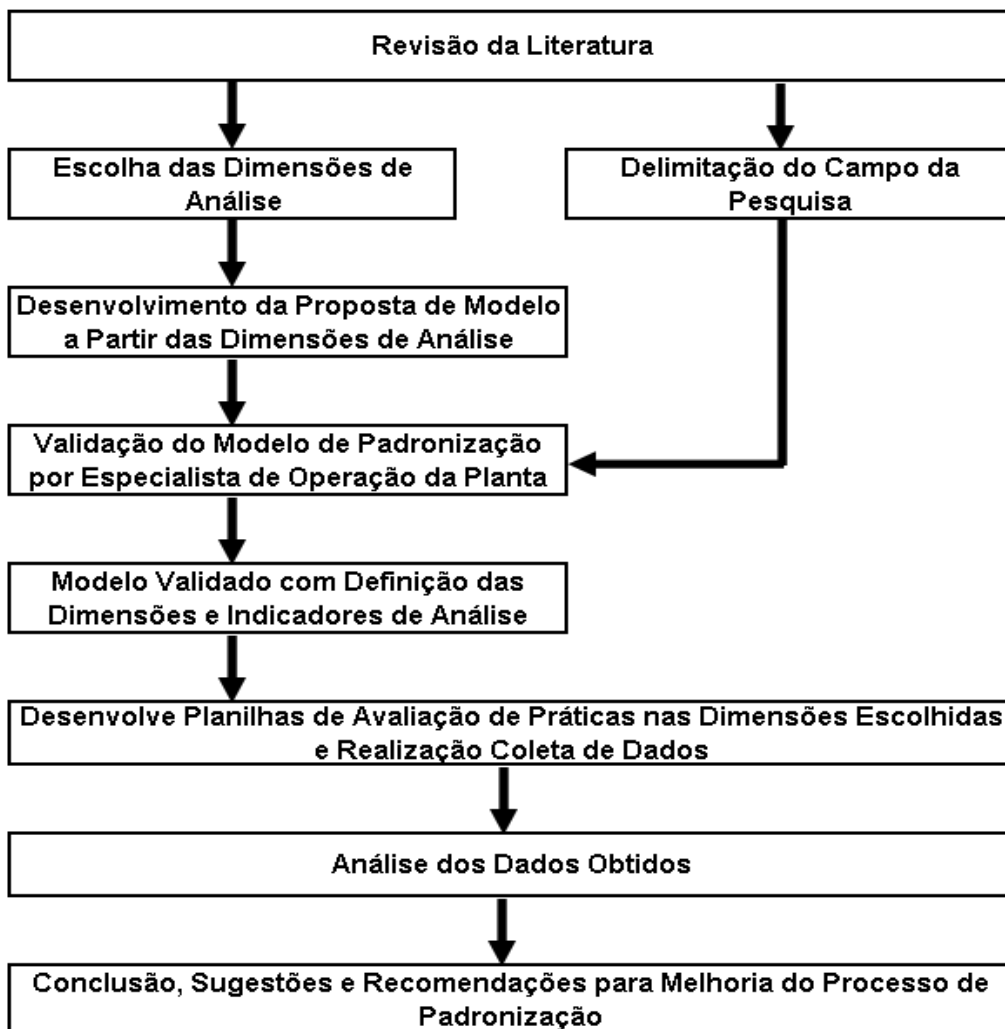 Revisão da Literatura
Escolha das Dimensões de
Análise
Delimitação do Campo da
Pesquisa
Desenvolvimento da Proposta de Modelo
a Partir das Dimensões de Análise
Validação do Modelo de Padronização
por Especialista de Operação da Planta
Modelo Validado com Definição das
Dimensões e Indicadores de Análise
Desenvolve Planilhas de Avaliação de Práticas nas Dimensões Escolhidas
e Realização Coleta de Dados
Análise dos Dados Obtidos
Conclusão, Sugestões e Recomendações para Melhoria do Processo de
Padronização